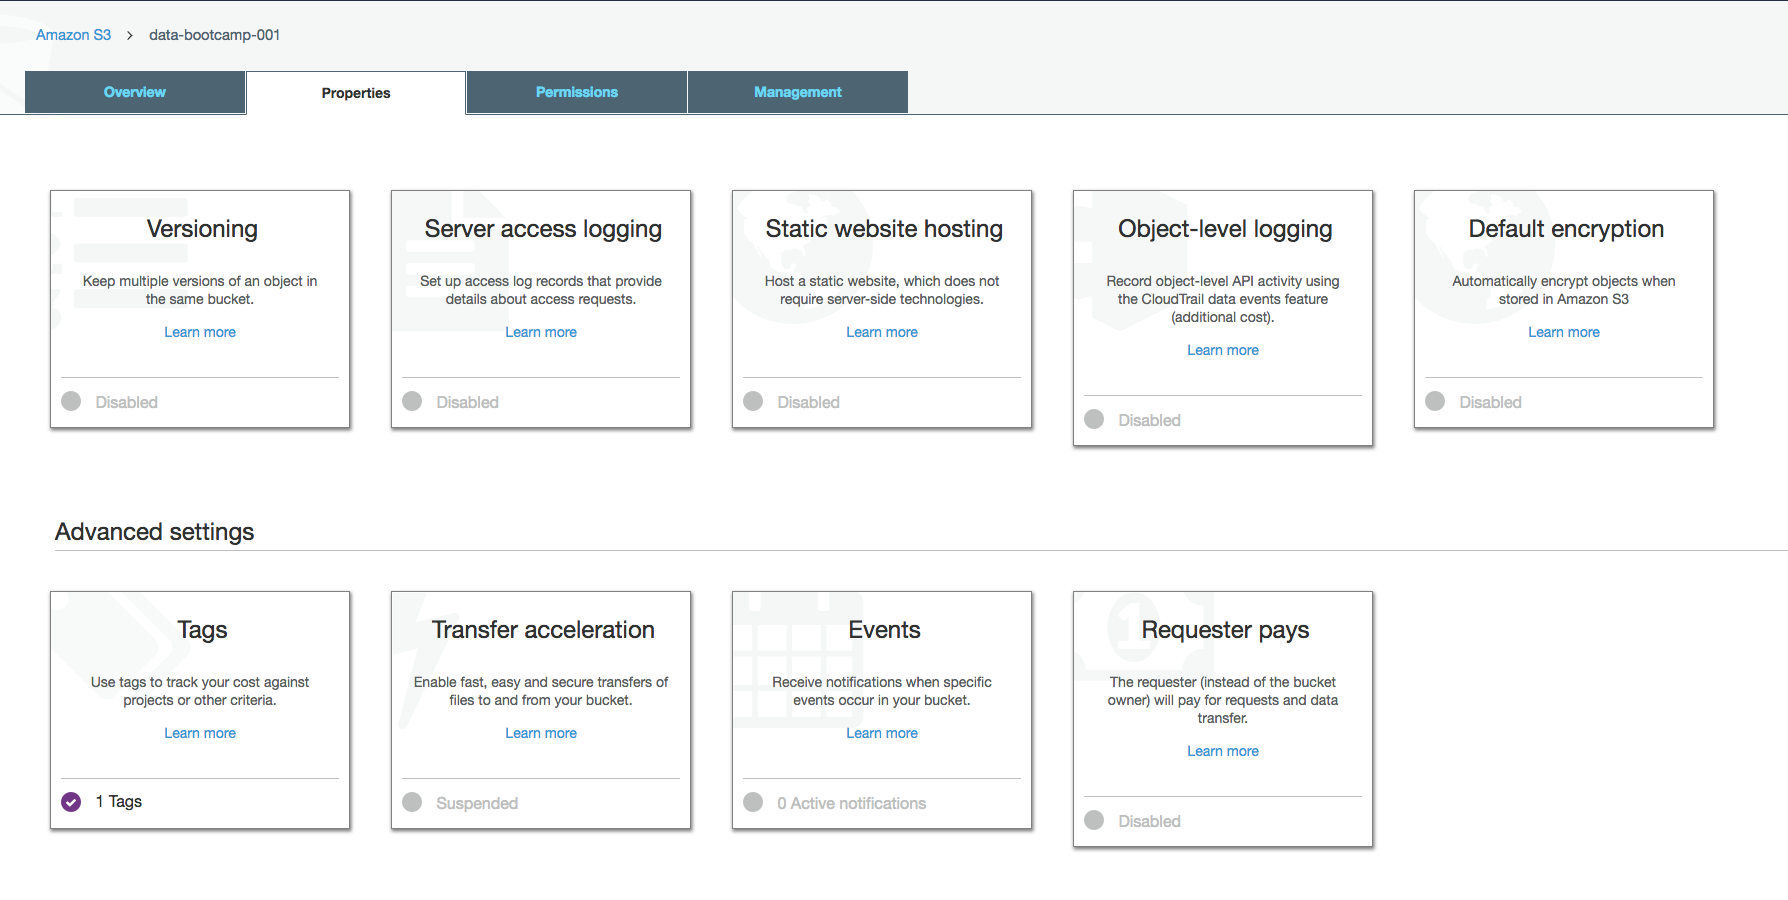 Amazon S3 > data-bootcamp-001
Overview
Properties
Permissions
Management
Versioning
Keep multiple versions of an object in
the same bucket.
Learn more
Disabled
Server access logging
Set up access log records that provide
details about access requests.
Learn more
Disabled
Static website hosting
Host a static website, which does not
require server-side technologies.
Learn more
Disabled
Object-level logging
Record object-level API activity using
the CloudTrail data events feature
(additional cost).
Learn more
Disabled
Default encryption
Automatically encrypt objects when
stored in Amazon S3
Learn more
Disabled
Advanced settings
Tags
Use tags to track your cost against
projects or other criteria.
Learn more
1 Tags
Transfer acceleration
Enable fast, easy and secure transfers of
files to and from your bucket.
Learn more
Suspended
Events
Receive notifications when specific
events occur in your bucket.
Learn more
0 Active notifications
Requester pays
The requester (instead of the bucket
owner) will pay for requests and data
transfer.
Learn more
Disabled